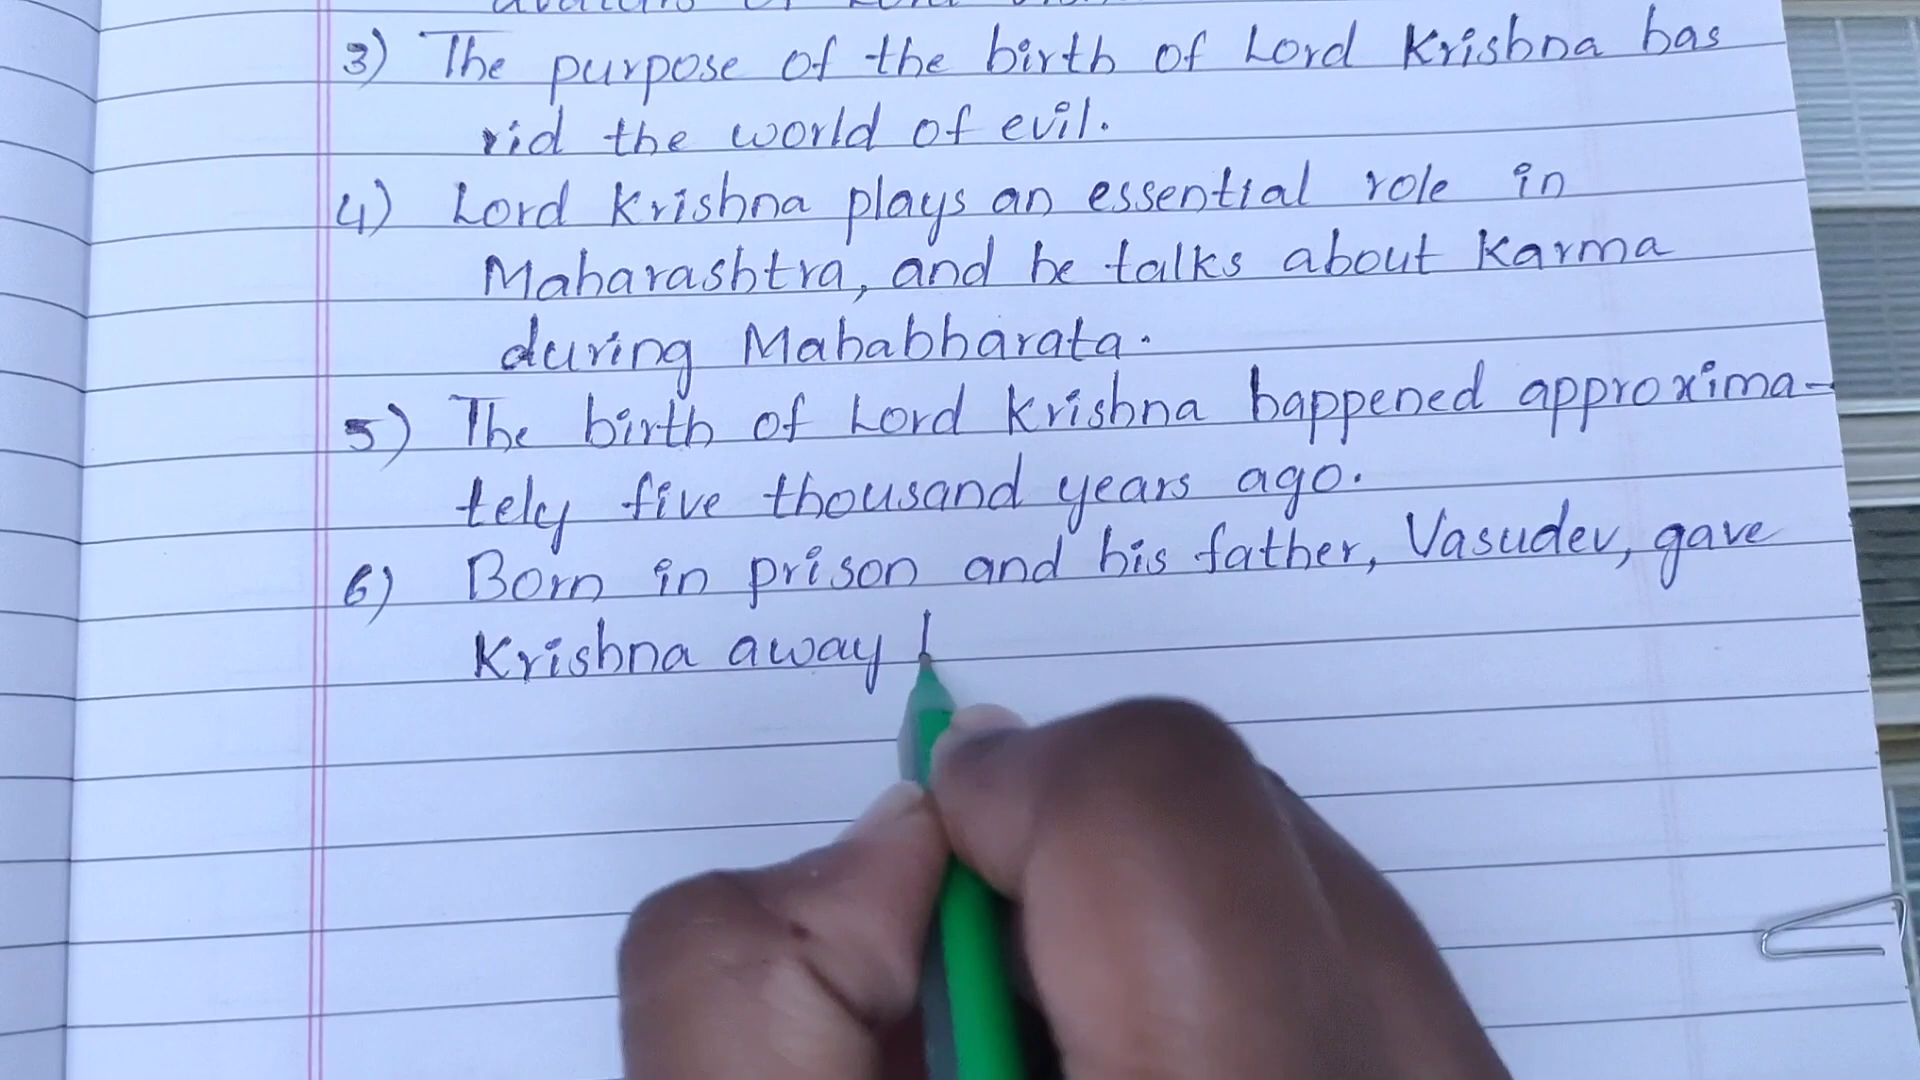 3) The purpose of the birth of Lord Krishna has
rid the world of evil.
4) Lord Krishna plays an essential role in
Maharashtra, and he talks about Karma
during Mahabharata.
5) The birth of Lord Krishna happened approxima-
tely five thousand years ago.
6) Born in prison and his father, Vasudev, gave
Krishna away